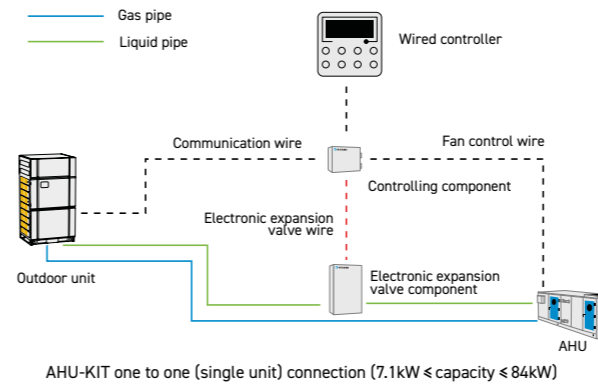 Gas pipe
Liquid pipe
Wired controller
Communication wire
Fan control wire
Controlling component
Electronic expansion
valve wire
Outdoor unit
Electronic expansion
valve component
AHU
AHU-KIT one to one (single unit) connection (7.1kW ⩽ capacity ⩽ 84kW)